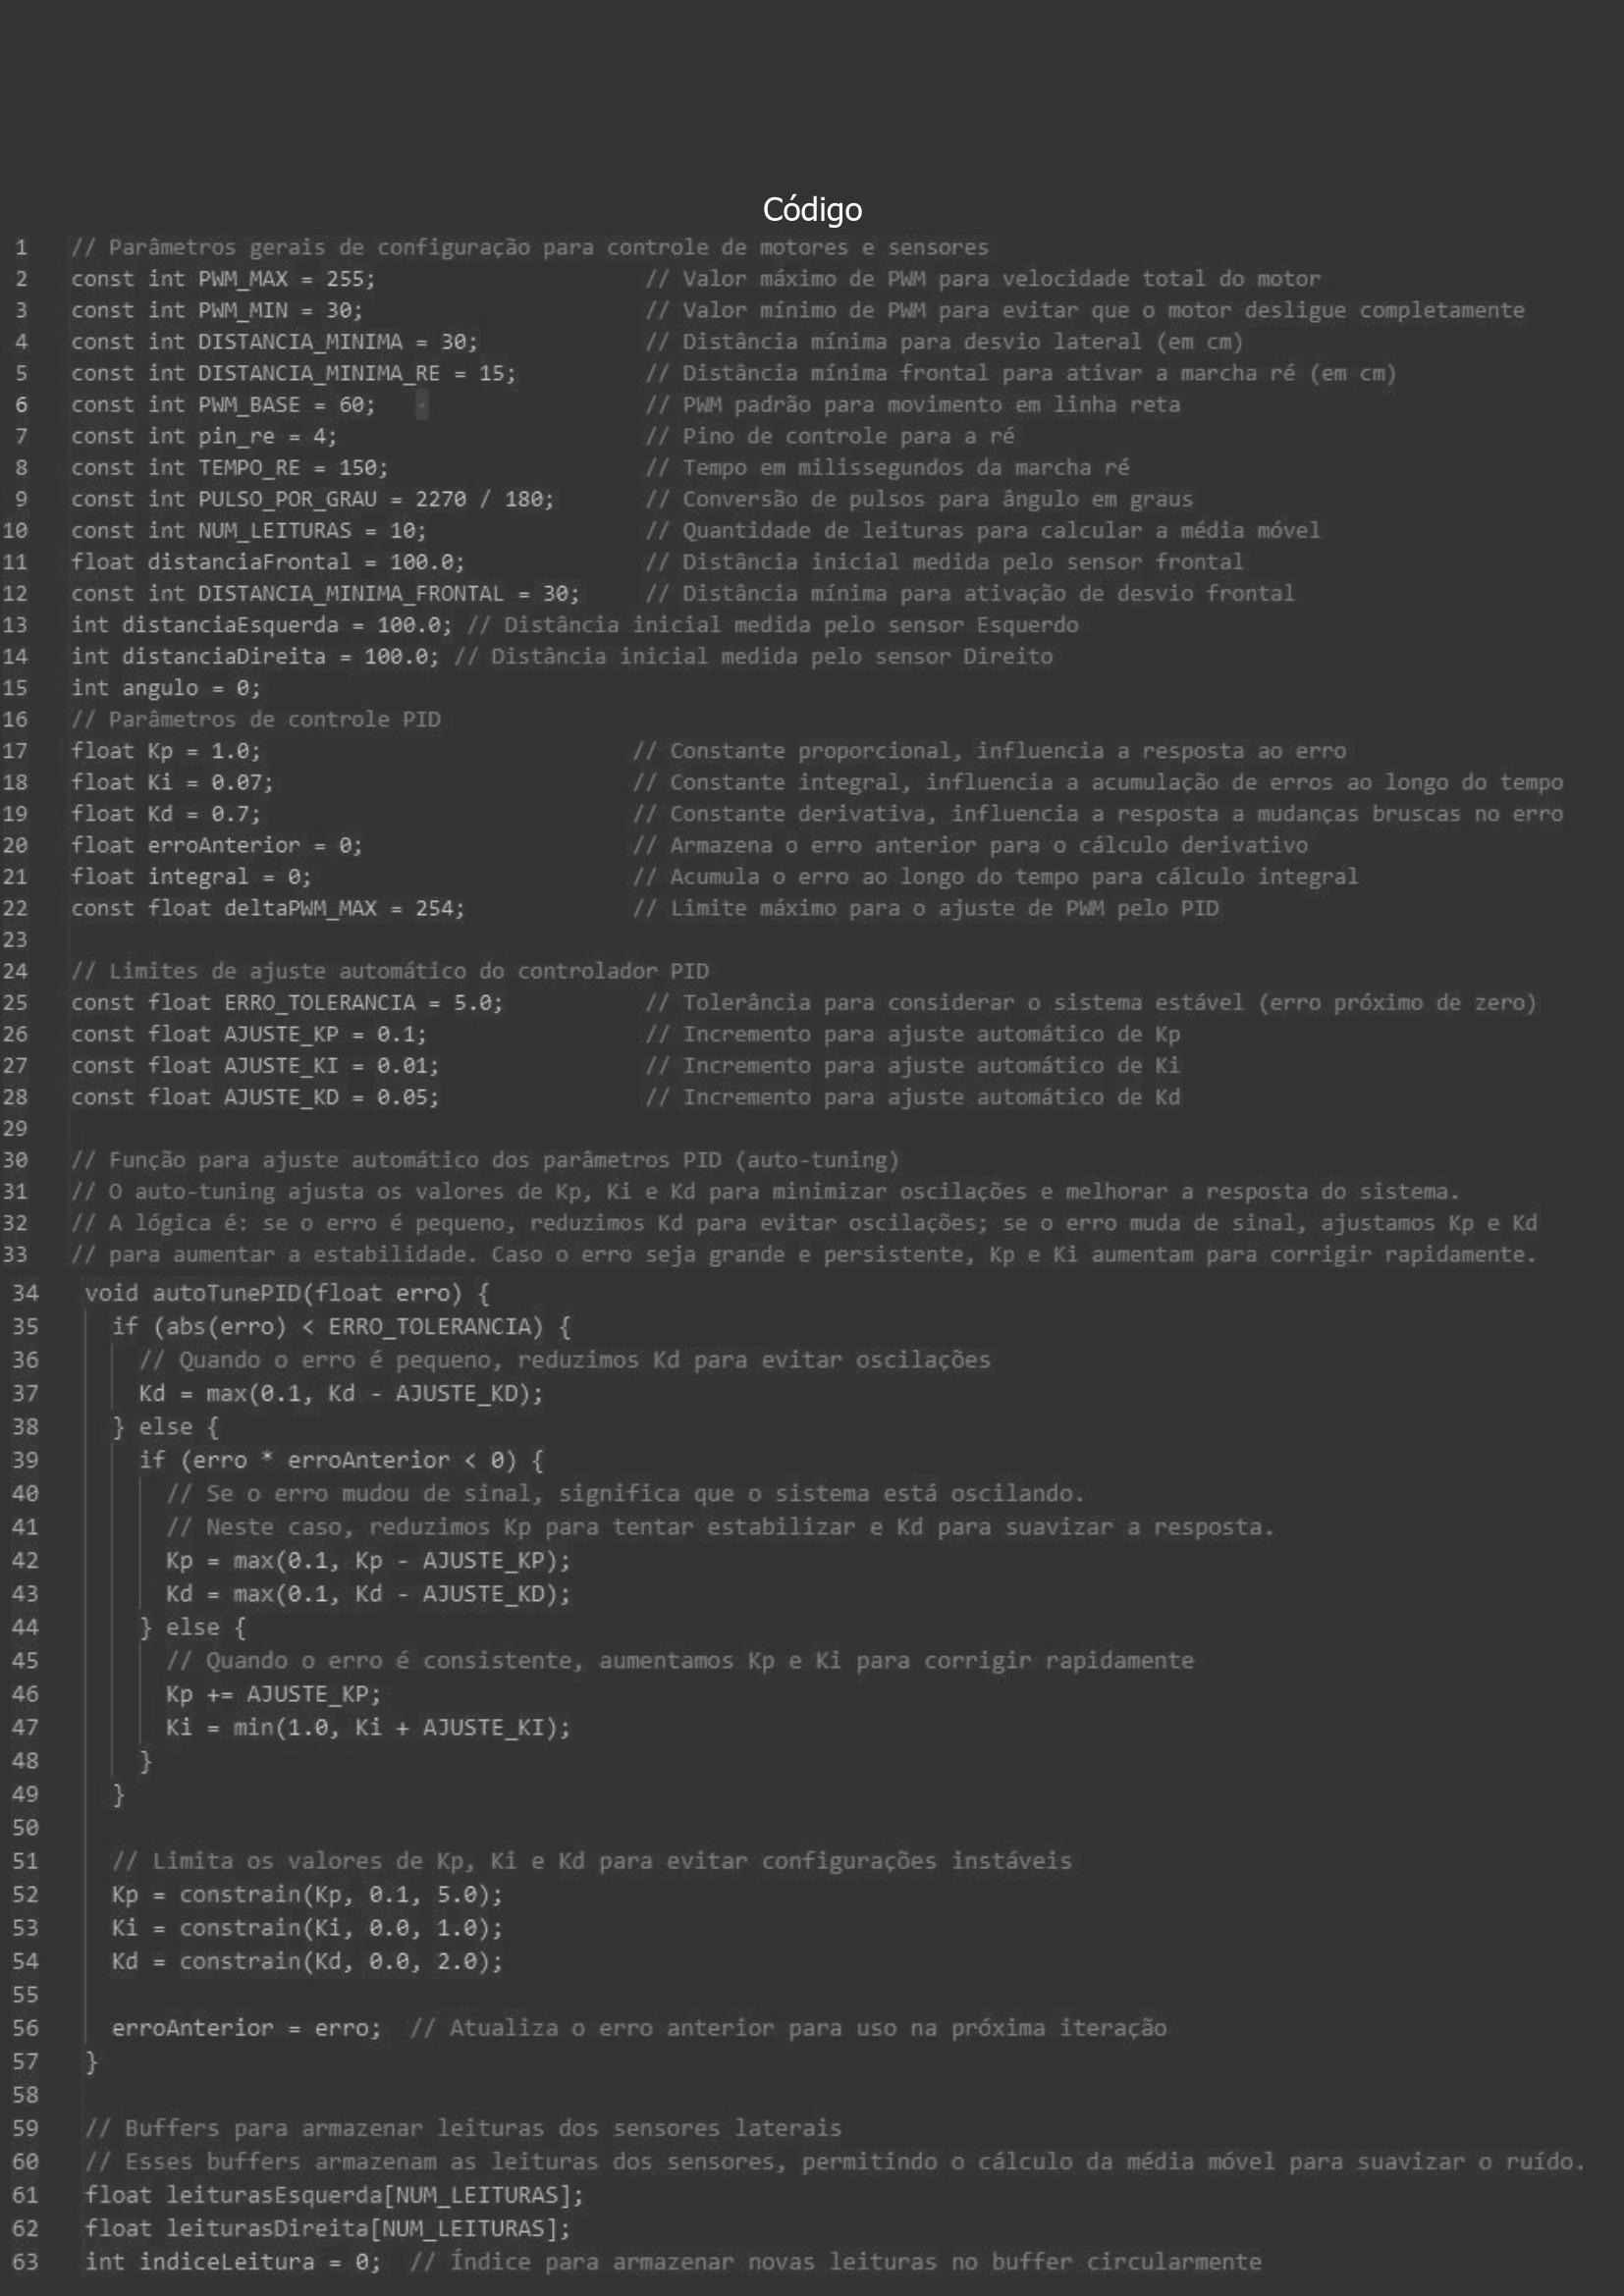 Código
1 // Parâmetros gerais de configuração para controle de motores e sensores
2 const int PWM_MAX = 255; // Valor máximo de PWM para velocidade total do motor
3 const int PWM_MIN = 30; // Valor mínimo de PWM para evitar que o motor desligue completamente
4 const int DISTANCIA_MINIMA = 30; // Distância mínima para desvio lateral (em cm)
5 const int DISTANCIA_MINIMA_RE = 15; // Distância mínima frontal para ativar a marcha ré (em cm)
6 const int PWM_BASE = 60; // PWM padrão para movimento em linha reta
7 const int pin_re = 4; // Pino de controle para a ré
8 const int TEMPO_RE = 150; // Tempo em milissegundos da marcha ré
9 const int PULSO_POR_GRAU = 2270 / 180; // Conversão de pulsos para ângulo em graus
10 const int NUM_LEITURAS = 10; // Quantidade de leituras para calcular a média móvel
11 float distanciaFrontal = 100.0; // Distância inicial medida pelo sensor frontal
12 const int DISTANCIA_MINIMA_FRONTAL = 30; // Distância mínima para ativação de desvio frontal
13 int distanciaEsquerda = 100.0; // Distância inicial medida pelo sensor Esquerdo
14 int distanciaDireita = 100.0; // Distância inicial medida pelo sensor Direito
15 int angulo = 0;
16 // Parâmetros de controle PID
17 float Kp = 1.0; // Constante proporcional, influencia a resposta ao erro
18 float Ki = 0.07; // Constante integral, influencia a acumulação de erros ao longo do tempo
19 float Kd = 0.7; // Constante derivativa, influencia a resposta a mudanças bruscas no erro
20 float erroAnterior = 0; // Armazena o erro anterior para o cálculo derivativo
21 float integral = 0; // Acumula o erro ao longo do tempo para cálculo integral
22 const float deltaPWM_MAX = 254; // Limite máximo para o ajuste de PWM pelo PID
23
24 // Limites de ajuste automático do controlador PID
25 const float ERRO_TOLERANCIA = 5.0; // Tolerância para considerar o sistema estável (erro próximo de zero)
26 const float AJUSTE_KP = 0.1; // Incremento para ajuste automático de Kp
27 const float AJUSTE_KI = 0.01; // Incremento para ajuste automático de Ki
28 const float AJUSTE_KD = 0.05; // Incremento para ajuste automático de Kd
29
30 // Função para ajuste automático dos parâmetros PID (auto-tuning)
31 // O auto-tuning ajusta os valores de Kp, Ki e Kd para minimizar oscilações e melhorar a resposta do sistema.
32 // A lógica é: se o erro é pequeno, reduzimos Kd para evitar oscilações; se o erro muda de sinal, ajustamos Kp e Kd
33 // para aumentar a estabilidade. Caso o erro seja grande e persistente, Kp e Ki aumentam para corrigir rapidamente.
34 void autoTunePID(float erro) {
35 if (abs(erro) < ERRO_TOLERANCIA) {
36 // Quando o erro é pequeno, reduzimos Kd para evitar oscilações
37 Kd = max(0.1, Kd - AJUSTE_KD);
38 } else {
39 if (erro * erroAnterior < 0) {
40 // Se o erro mudou de sinal, significa que o sistema está oscilando.
41 // Neste caso, reduzimos Kp para tentar estabilizar e Kd para suavizar a resposta.
42 Kp = max(0.1, Kp - AJUSTE_KP);
43 Kd = max(0.1, Kd - AJUSTE_KD);
44 } else {
45 // Quando o erro é consistente, aumentamos Kp e Ki para corrigir rapidamente
46 Kp += AJUSTE_KP;
47 Ki = min(1.0, Ki + AJUSTE_KI);
48 }
49 }
50
51 // Limita os valores de Kp, Ki e Kd para evitar configurações instáveis
52 Kp = constrain(Kp, 0.1, 5.0);
53 Ki = constrain(Ki, 0.0, 1.0);
54 Kd = constrain(Kd, 0.0, 2.0);
55
56 erroAnterior = erro; // Atualiza o erro anterior para uso na próxima iteração
57 }
58
59 // Buffers para armazenar leituras dos sensores laterais
60 // Esses buffers armazenam as leituras dos sensores, permitindo o cálculo da média móvel para suavizar o ruído.
61 float leiturasEsquerda[NUM_LEITURAS];
62 float leiturasDireita[NUM_LEITURAS];
63 int indiceLeitura = 0; // Índice para armazenar novas leituras no buffer circularmente